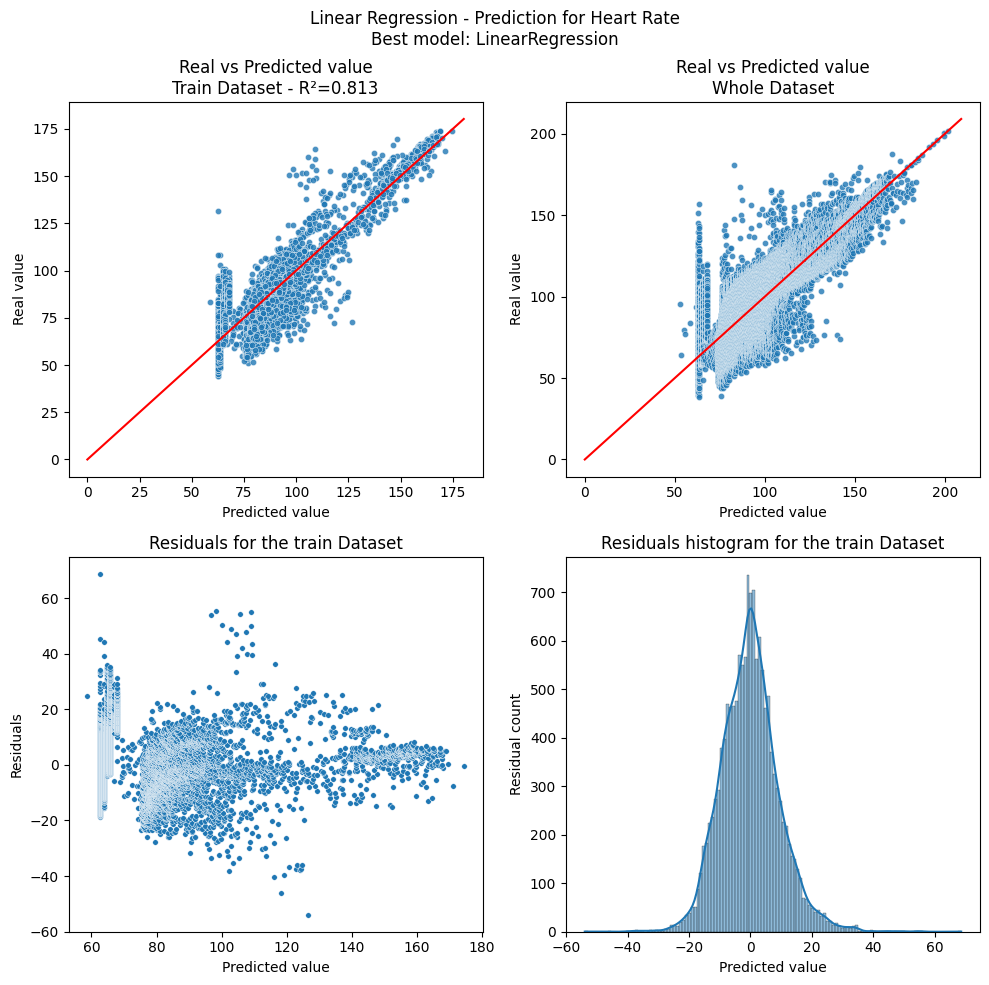 Linear Regression - Prediction for Heart Rate
Best model: LinearRegression
Real vs Predicted value
Train Dataset - R²=0.813
Real value
175
150
125
100
75
50
25
0
0 25 50 75 100 125 150 175
Predicted value
Real vs Predicted value
Whole Dataset
Real value
200
150
100
50
0
0 50 100 150 200
Predicted value
Residuals for the train Dataset
Residuals
60
40
20
0
−20
−40
−60
60 80 100 120 140 160 180
Predicted value
Residuals histogram for the train Dataset
Residual count
700
600
500
400
300
200
100
0
−60 −40 −20 0 20 40 60
Predicted value